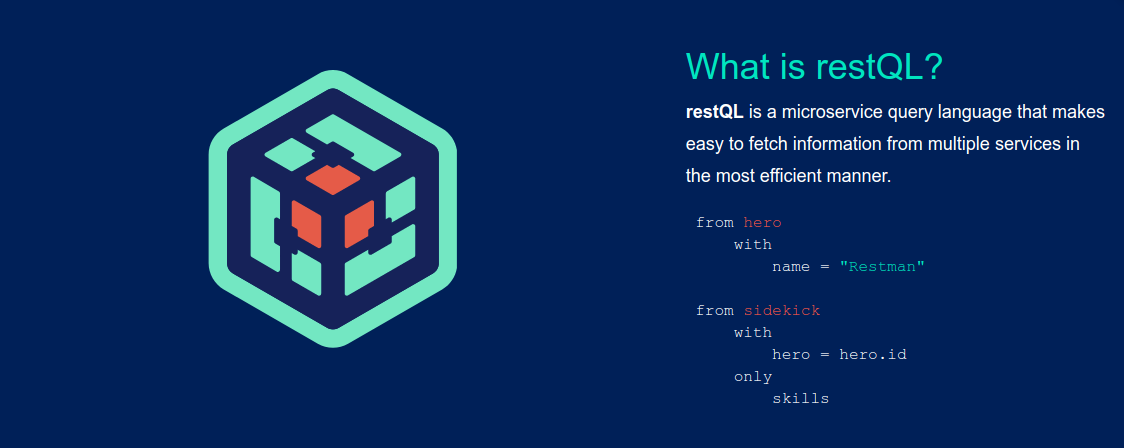 What is restQL?
restQL is a microservice query language that makes
easy to fetch information from multiple services in
the most efficient manner.
from hero
with
name = "Restman"
from sidekick
with
hero = hero.id
only
skills